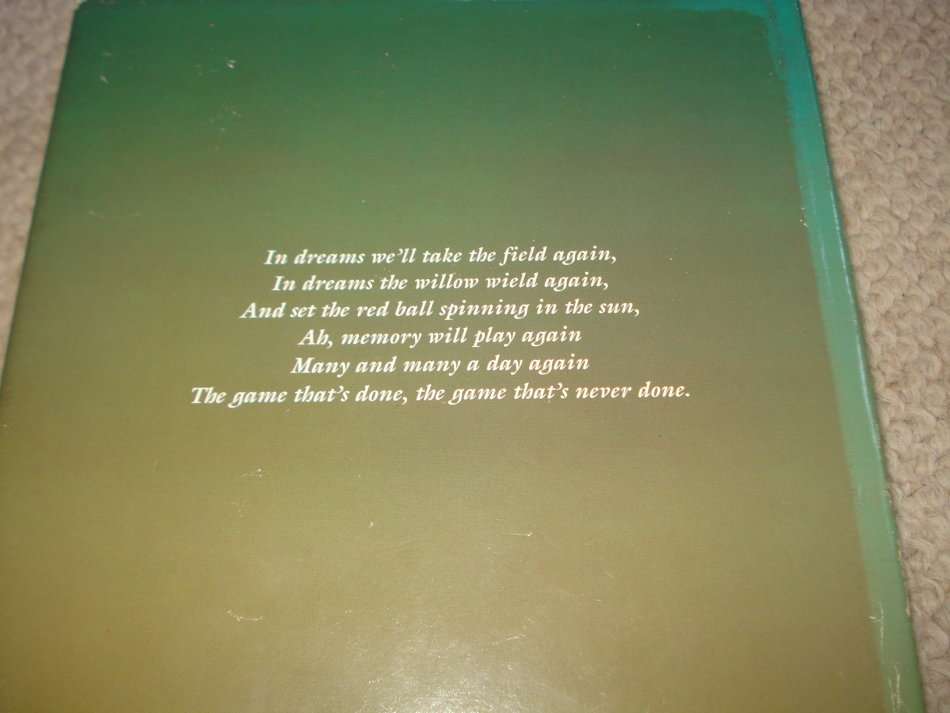 In dreams we'll take the field again,
In dreams the willow wield again,
And set the red ball spinning in the sun,
Ah, memory will play again
Many and many a day again
The game that's done, the game that's never done.